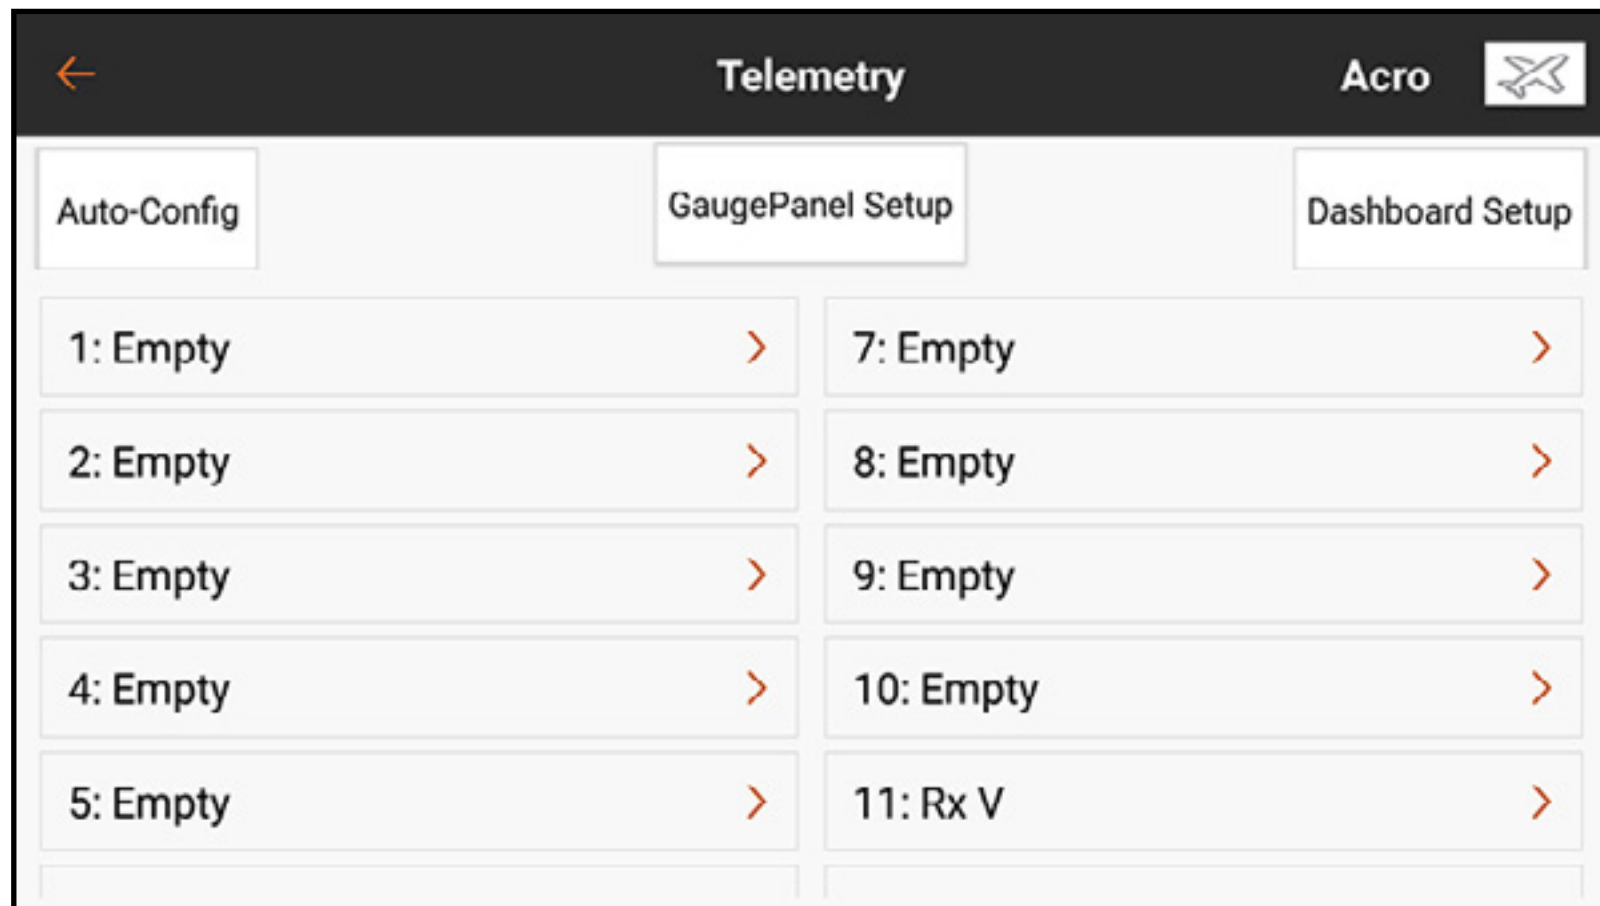 Telemetry
Acro
Auto-Config
GaugePanel Setup
Dashboard Setup
1: Empty
7: Empty
2: Empty
8: Empty
3: Empty
9: Empty
4: Empty
10: Empty
5: Empty
11: Rx V